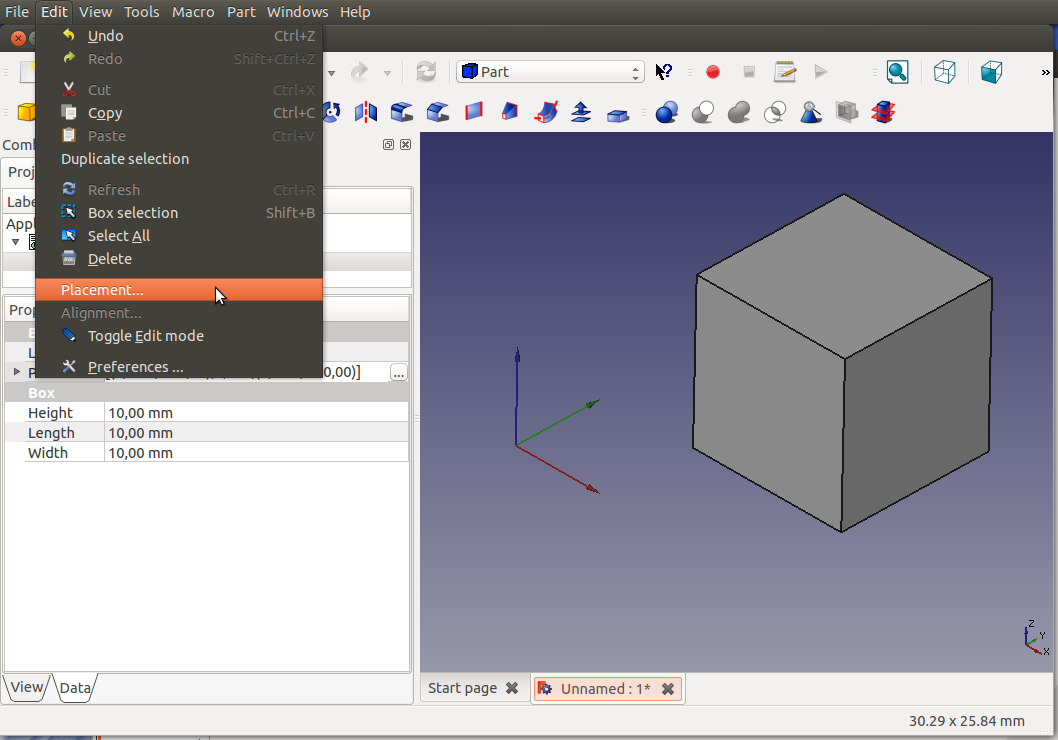 File Edit View Tools Macro Part Windows Help
Undo Ctrl+Z
Redo Shift+Ctrl+Z
Part
Cut Ctrl+X
Copy Ctrl+C
Paste Ctrl+V
Duplicate selection
Refresh Ctrl+R
Box selection Shift+B
Select All
Delete
Placement...
Alignment...
Toggle Edit mode
Preferences ...
Com
Proj
Labe
Appl
Prop
L
P 0,00)] ...
Box
Height 10,00 mm
Length 10,00 mm
Width 10,00 mm
Z
Y
X
View Data
Start page Unnamed : 1*
30.29 x 25.84 mm